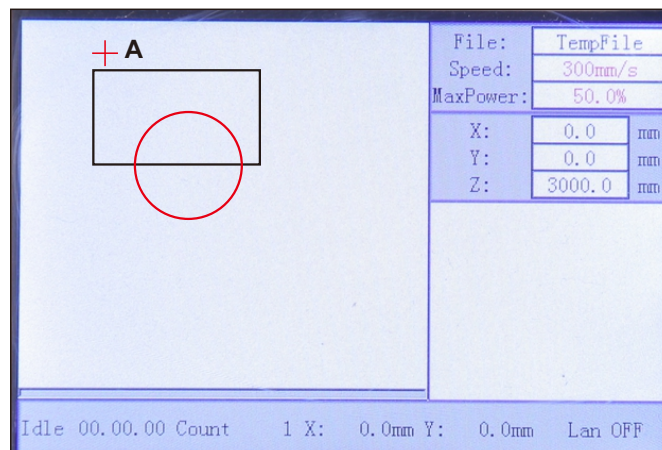 A
File: TempFile
Speed: 300mm/s
MaxPower: 50.0%
X: 0.0 mm
Y: 0.0 mm
Z: 3000.0 mm
Idle 00.00.00 Count 1 X: 0.0mm Y: 0.0mm Lan OFF